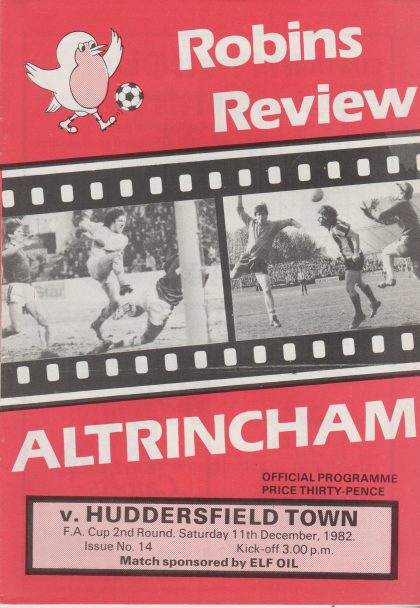 Robins
Review
ALTRINCHAM
OFFICIAL PROGRAMME
PRICE THIRTY-PENCE
v. HUDDERSFIELD TOWN
F.A. Cup 2nd Round. Saturday 11th December, 1982.
Issue No. 14 Kick-off 3.00 p.m.
Match sponsored by ELF OIL